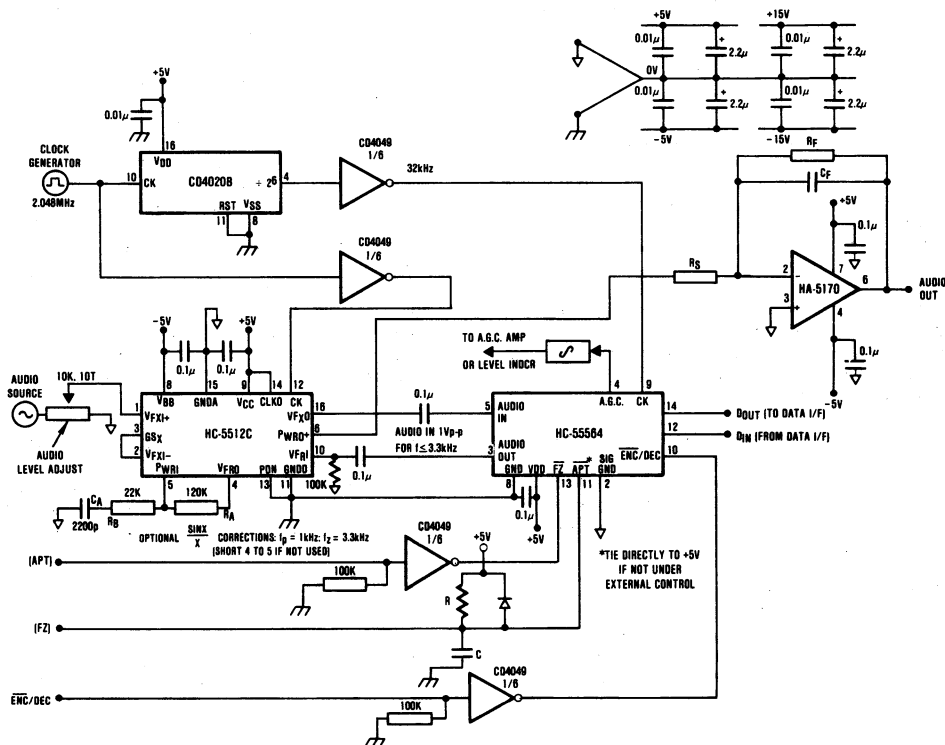 +5V
+15V
0.01μ
2.2μ
0.01μ
2.2μ
0V
0.01μ
2.2μ
0.01μ
2.2μ
-5V
-15V
+5V
0.01μ
16
VDD
CLOCK
GENERATOR
2.048MHz
10
CK
CD4020B
÷ 2⁶
4
RST
VSS
11
8
CD4049
1/6
32kHz
CD4049
1/6
RF
CF
+5V
0.1μ
RS
2
-
7
HA-5170
6
AUDIO
OUT
3
+
4
0.1μ
-5V
-5V
+5V
0.1μ
0.1μ
TO A.G.C. AMP
OR LEVEL INDCR
AUDIO
SOURCE
10K, 10T
AUDIO
LEVEL ADJUST
8
15
9
14
12
VBB
GNDA
VCC
CLKO
CK
1
VFXI+
HC-5512C
VFXO
16
3
GSX
PWRO+
6
2
VFXI-
VFRI
10
PWRI
VFRO
PDN
GNDD
5
4
13
11
0.1μ
AUDIO IN 1Vp-p
FOR f ≤ 3.3kHz
100K
0.1μ
4
9
A.G.C.
CK
5
AUDIO
IN
HC-55564
14
DOUT (TO DATA I/F)
12
DIN (FROM DATA I/F)
3
AUDIO
OUT
ENC/DEC
10
GND
VDD
FZ
APT*
SIG
GND
8
13
11
2
0.1μ
+5V
CA
2200p
22K
RB
120K
RA
OPTIONAL SINX/X CORRECTIONS: fp = 1kHz: fz = 3.3kHz
(SHORT 4 TO 5 IF NOT USED)
(APT)
100K
CD4049
1/6
+5V
R
*TIE DIRECTLY TO +5V
IF NOT UNDER
EXTERNAL CONTROL
(FZ)
C
ENC/DEC
100K
CD4049
1/6